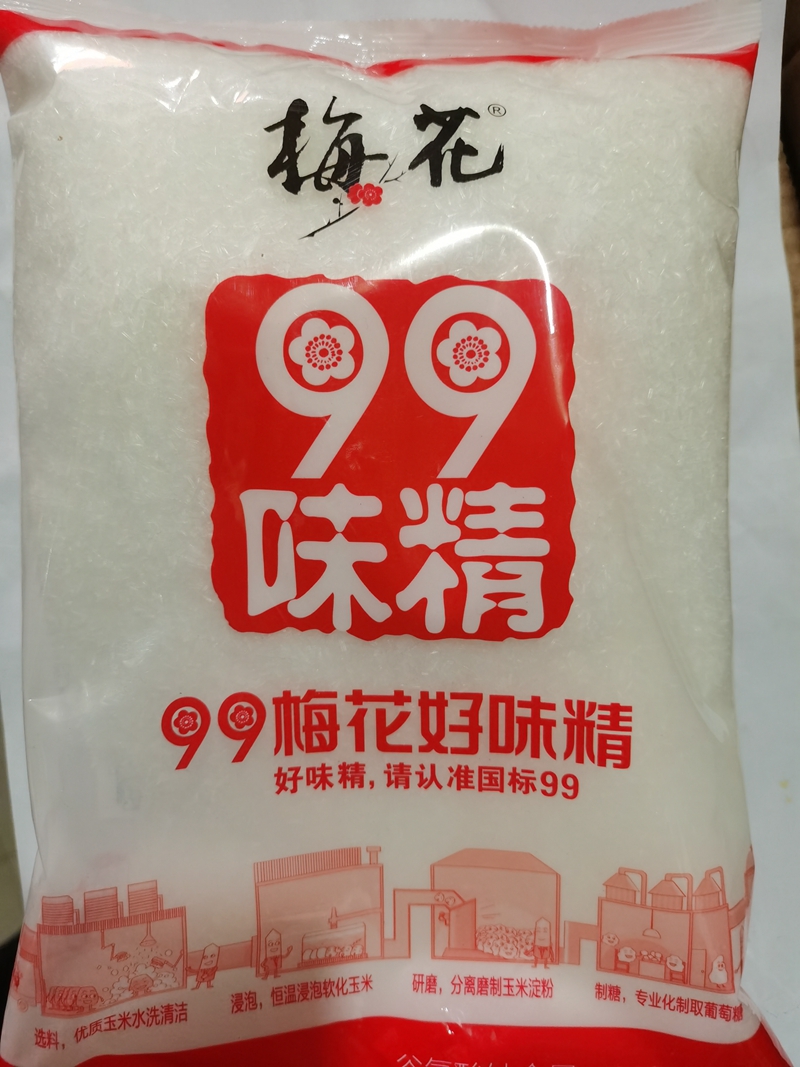 梅花®
99
味精
99梅花好味精
好味精,请认准国标99
选料，优质玉米水洗清洁
浸泡，恒温浸泡软化玉米
研磨，分离磨制玉米淀粉
制糖，专业化制取葡萄糖